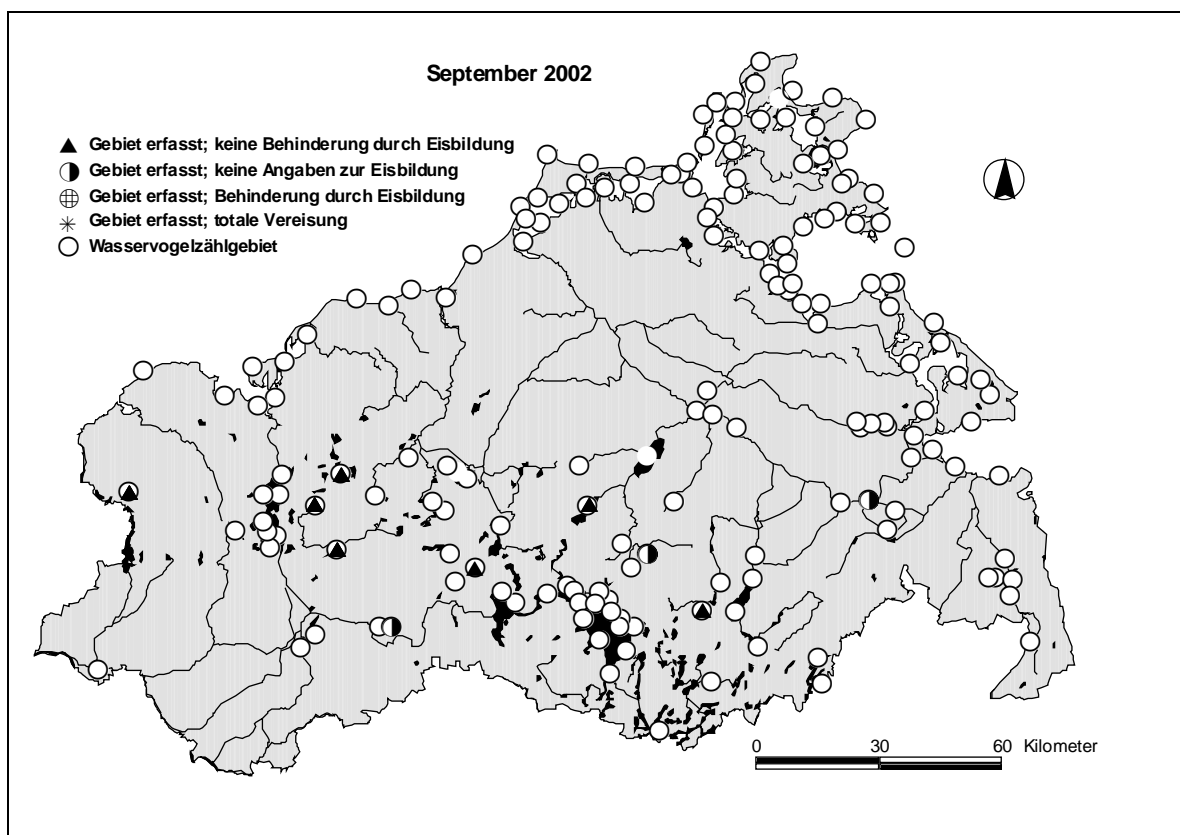 September 2002
Gebiet erfasst; keine Behinderung durch Eisbildung
Gebiet erfasst; keine Angaben zur Eisbildung
Gebiet erfasst; Behinderung durch Eisbildung
Gebiet erfasst; totale Vereisung
Wasservogelzählgebiet
0 30 60 Kilometer